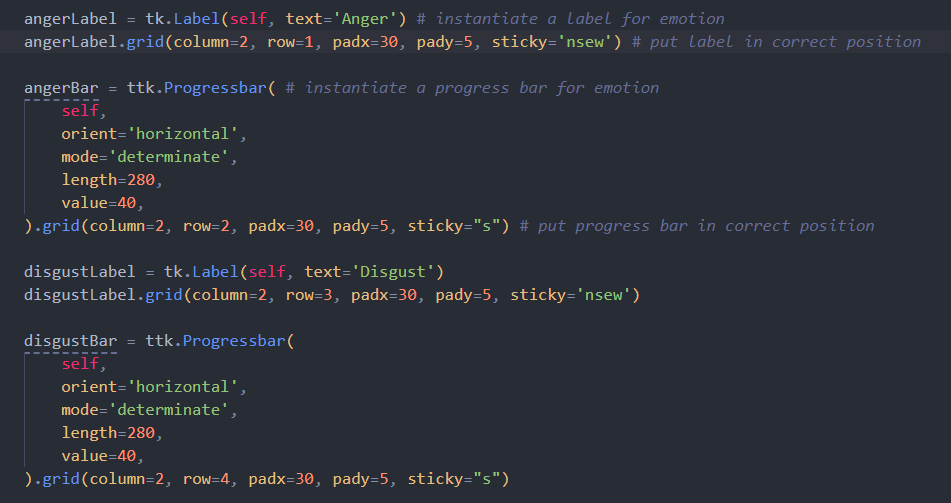 angerLabel = tk.Label(self, text='Anger') # instantiate a label for emotion
angerLabel.grid(column=2, row=1, padx=30, pady=5, sticky='nsew') # put label in correct position
angerBar = ttk.Progressbar( # instantiate a progress bar for emotion
self,
orient='horizontal',
mode='determinate',
length=280,
value=40,
).grid(column=2, row=2, padx=30, pady=5, sticky="s") # put progress bar in correct position
disgustLabel = tk.Label(self, text='Disgust')
disgustLabel.grid(column=2, row=3, padx=30, pady=5, sticky='nsew')
disgustBar = ttk.Progressbar(
self,
orient='horizontal',
mode='determinate',
length=280,
value=40,
).grid(column=2, row=4, padx=30, pady=5, sticky="s")